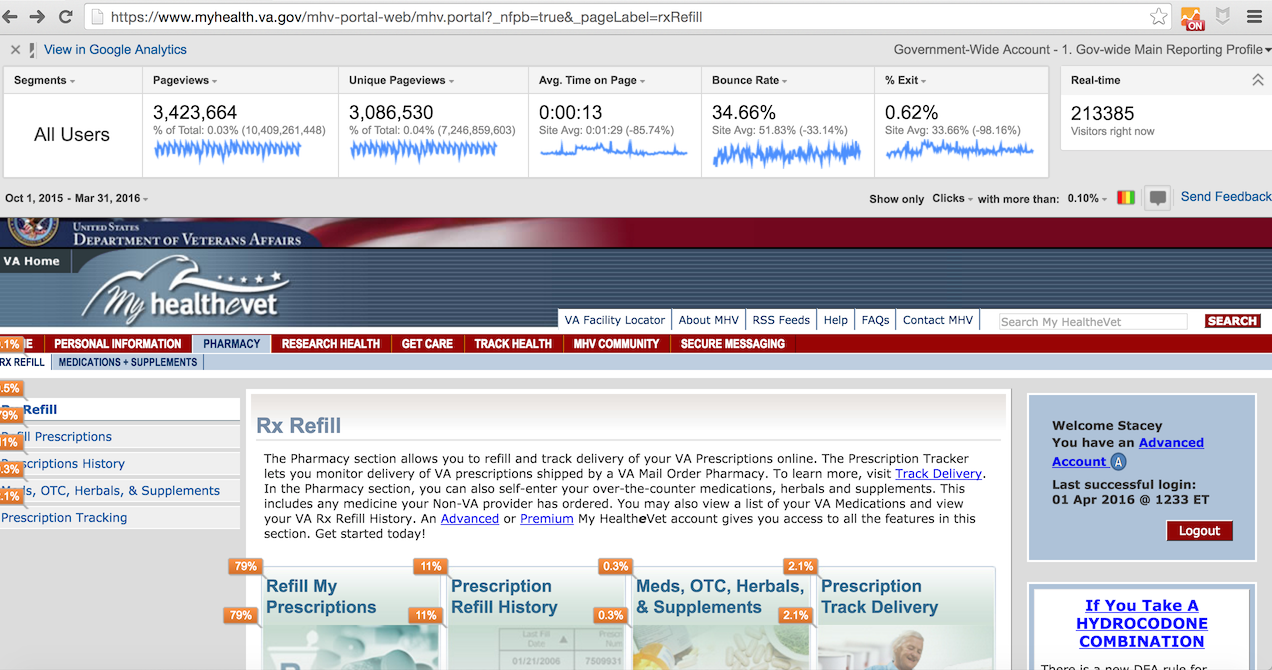 https://www.myhealth.va.gov/mhv-portal-web/mhv.portal?_nfpb=true&_pageLabel=rxRefill
ON
View in Google Analytics
Government-Wide Account - 1. Gov-wide Main Reporting Profile
Segments
Pageviews
Unique Pageviews
Avg. Time on Page
Bounce Rate
% Exit
Real-time
All Users
3,423,664
% of Total: 0.03% (10,409,261,448)
3,086,530
% of Total: 0.04% (7,246,859,603)
0:00:13
Site Avg: 0:01:29 (-85.74%)
34.66%
Site Avg: 51.83% (-33.14%)
0.62%
Site Avg: 33.66% (-98.16%)
213385
Visitors right now
Oct 1, 2015 - Mar 31, 2016
Show only Clicks with more than: 0.10%
Send Feedback
UNITED STATES
DEPARTMENT OF VETERANS AFFAIRS
VA Home
My healthevet
VA Facility Locator
About MHV
RSS Feeds
Help
FAQs
Contact MHV
Search My HealtheVet
SEARCH
.1%
E
PERSONAL INFORMATION
PHARMACY
RESEARCH HEALTH
GET CARE
TRACK HEALTH
MHV COMMUNITY
SECURE MESSAGING
RX REFILL
MEDICATIONS + SUPPLEMENTS
.5%
Refill
79%
fill Prescriptions
11%
scriptions History
0.3%
ds, OTC, Herbals, & Supplements
2.1%
Prescription Tracking
Rx Refill
The Pharmacy section allows you to refill and track delivery of your VA Prescriptions online. The Prescription Tracker
lets you monitor delivery of VA prescriptions shipped by a VA Mail Order Pharmacy. To learn more, visit Track Delivery.
In the Pharmacy section, you can also self-enter your over-the-counter medications, herbals and supplements. This
includes any medicine your Non-VA provider has ordered. You may also view a list of your VA Medications and view
your VA Rx Refill History. An Advanced or Premium My HealtheVet account gives you access to all the features in this
section. Get started today!
79%
Refill My
Prescriptions
79%
11%
Prescription
Refill History
11%
Last Fill
Date
Prescr
Num
01/21/2006
7509931
0.3%
Meds, OTC, Herbals,
& Supplements
0.3%
2.1%
Prescription
Track Delivery
2.1%
Welcome Stacey
You have an Advanced
Account A
Last successful login:
01 Apr 2016 @ 1233 ET
Logout
If You Take A
HYDROCODONE
COMBINATION
There is a new DEA rule for